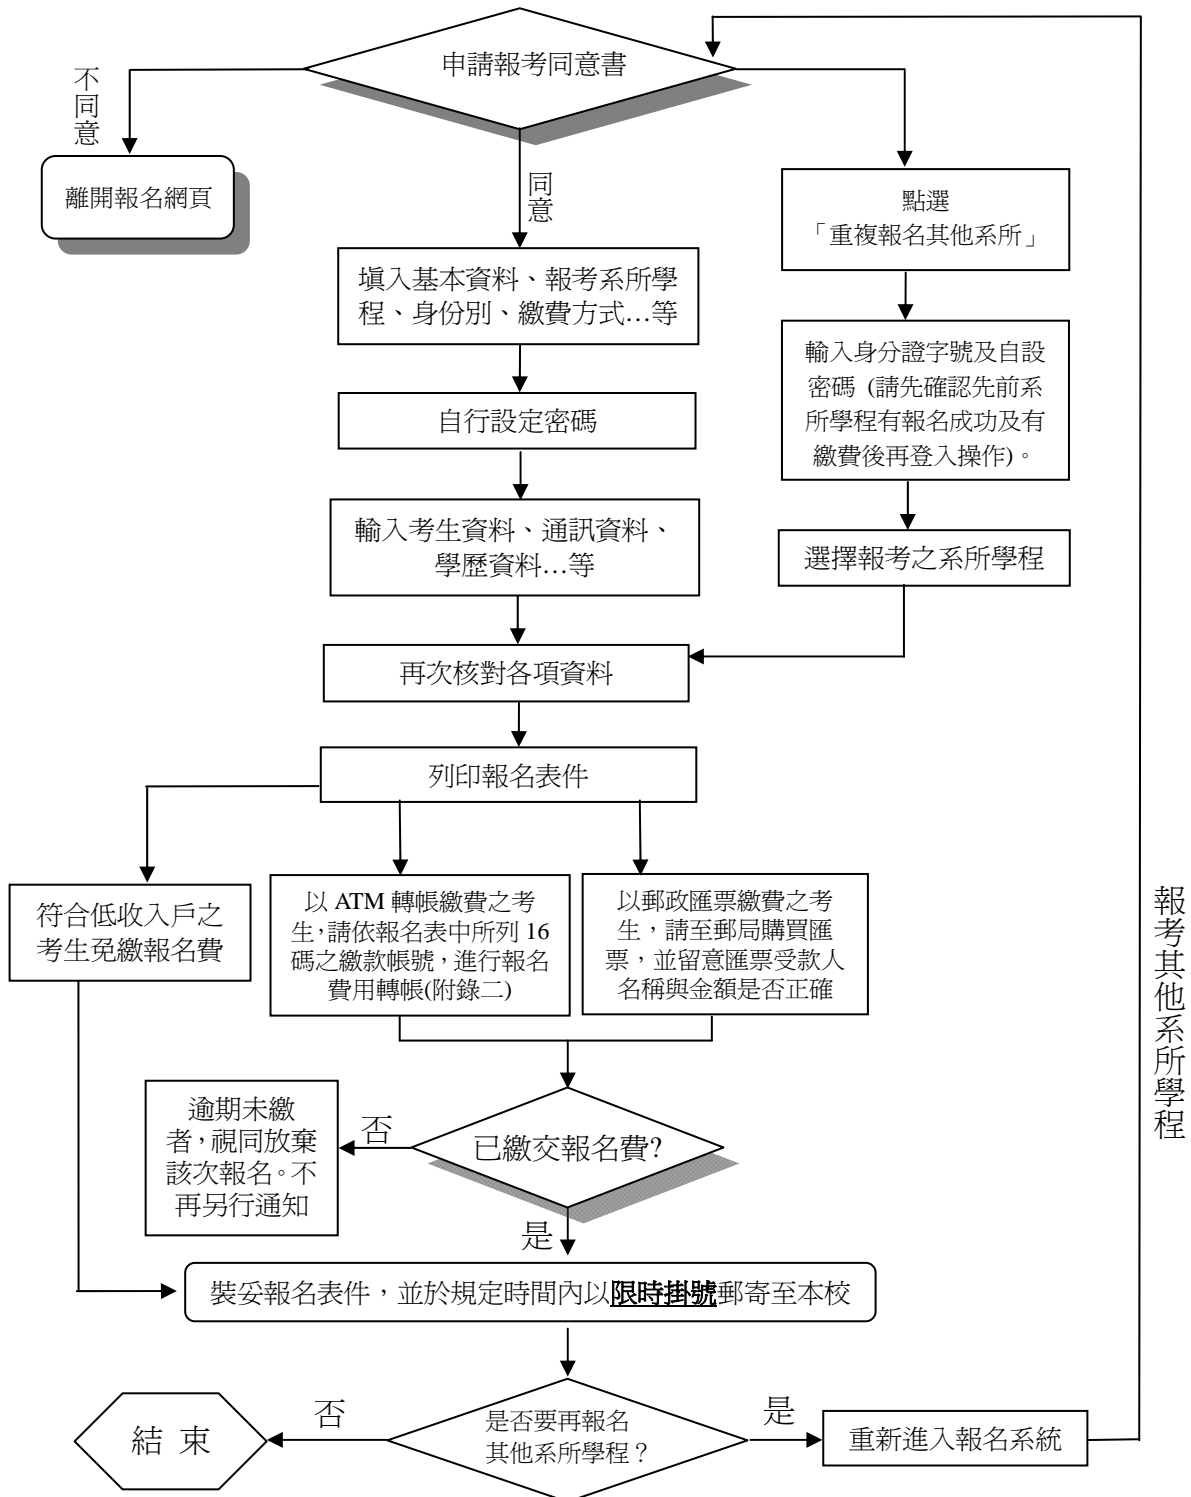 申請報考同意書
不同意
離開報名網頁
同意
點選
「重複報名其他系所」
填入基本資料、報考系所學
程、身份別、繳費方式…等
輸入身分證字號及自設
密碼 (請先確認先前系
所學程有報名成功及有
繳費後再登入操作)。
自行設定密碼
輸入考生資料、通訊資料、
學歷資料…等
選擇報考之系所學程
再次核對各項資料
列印報名表件
符合低收入戶之
考生免繳報名費
以 ATM 轉帳繳費之考
生,請依報名表中所列 16
碼之繳款帳號，進行報名
費用轉帳(附錄二)
以郵政匯票繳費之考
生，請至郵局購買匯
票，並留意匯票受款人
名稱與金額是否正確
報考其他系所學程
逾期未繳
者，視同放棄
該次報名。不
再另行通知
否
已繳交報名費?
是
裝妥報名表件，並於規定時間內以限時掛號郵寄至本校
結 束
否
是否要再報名
其他系所學程？
是
重新進入報名系統